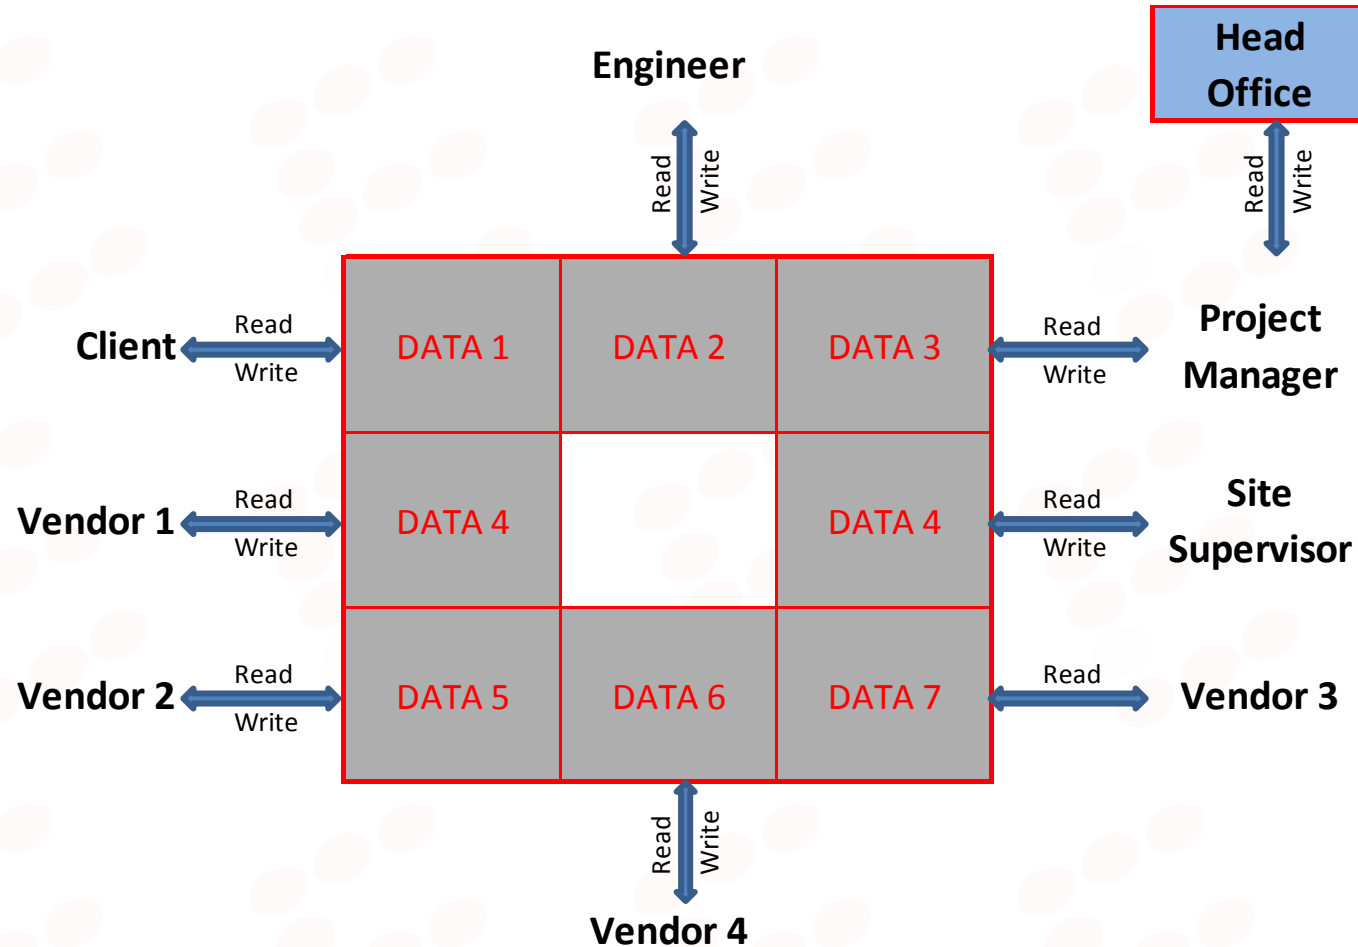 Head
Office
Engineer
Read
Write
Read
Write
Client
Read
Write
DATA 1
DATA 2
DATA 3
Read
Write
Project
Manager
Vendor 1
Read
Write
DATA 4
DATA 4
Read
Write
Site
Supervisor
Vendor 2
Read
Write
DATA 5
DATA 6
DATA 7
Read
Vendor 3
Read
Write
Vendor 4